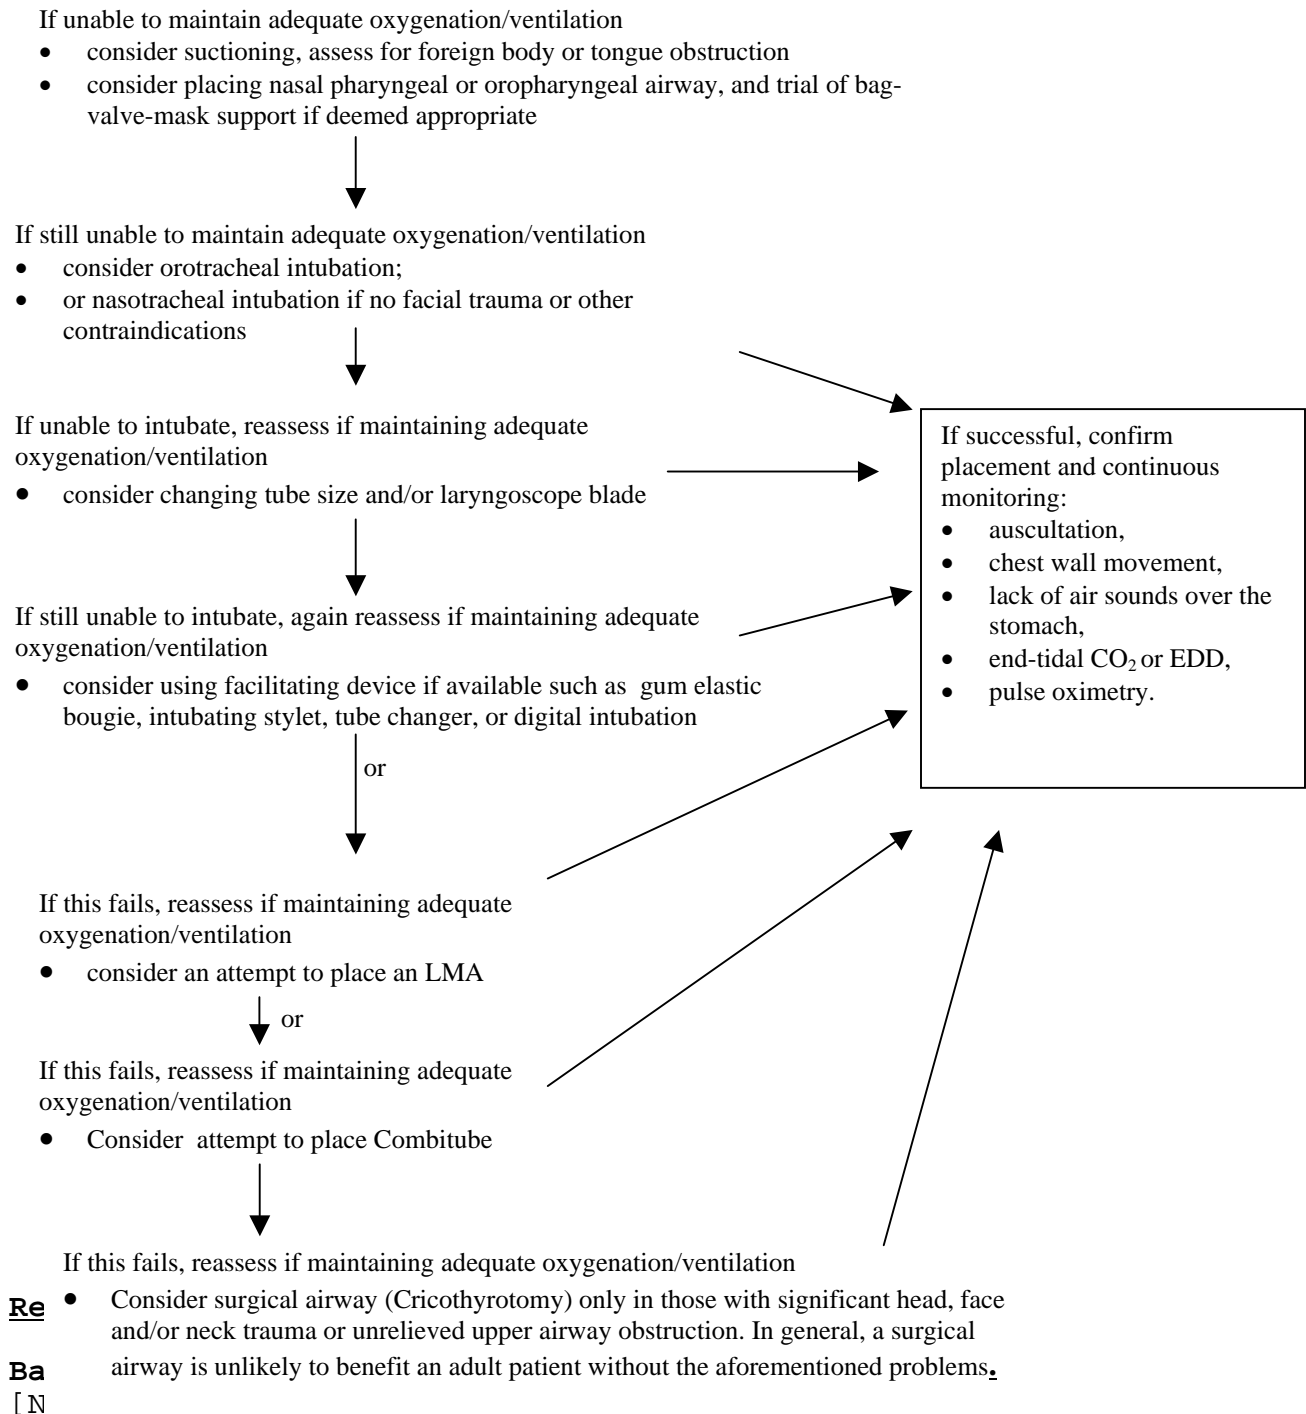 If unable to maintain adequate oxygenation/ventilation
• consider suctioning, assess for foreign body or tongue obstruction
• consider placing nasal pharyngeal or oropharyngeal airway, and trial of bag-
valve-mask support if deemed appropriate
If still unable to maintain adequate oxygenation/ventilation
• consider orotracheal intubation;
• or nasotracheal intubation if no facial trauma or other
contraindications
If unable to intubate, reassess if maintaining adequate
oxygenation/ventilation
• consider changing tube size and/or laryngoscope blade
If still unable to intubate, again reassess if maintaining adequate
oxygenation/ventilation
• consider using facilitating device if available such as gum elastic
bougie, intubating stylet, tube changer, or digital intubation
or
If successful, confirm
placement and continuous
monitoring:
• auscultation,
• chest wall movement,
• lack of air sounds over the
stomach,
• end-tidal CO₂ or EDD,
• pulse oximetry.
If this fails, reassess if maintaining adequate
oxygenation/ventilation
• consider an attempt to place an LMA
or
If this fails, reassess if maintaining adequate
oxygenation/ventilation
• Consider attempt to place Combitube
If this fails, reassess if maintaining adequate oxygenation/ventilation
• Consider surgical airway (Cricothyrotomy) only in those with significant head, face
and/or neck trauma or unrelieved upper airway obstruction. In general, a surgical
airway is unlikely to benefit an adult patient without the aforementioned problems.
Re
Ba
[N